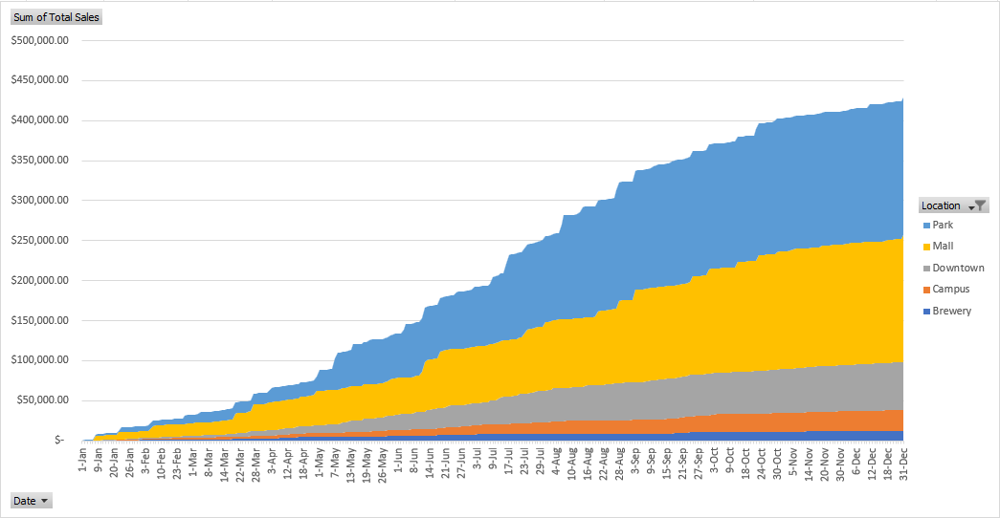 Sum of Total Sales
$500,000.00
$450,000.00
$400,000.00
$350,000.00
$300,000.00
$250,000.00
$200,000.00
$150,000.00
$100,000.00
$50,000.00
$-
1-Jan
9-Jan
20-Jan
26-Jan
3-Feb
10-Feb
23-Feb
1-Mar
9-Mar
14-Mar
22-Mar
28-Mar
3-Apr
12-Apr
18-Apr
1-May
7-May
13-May
19-May
26-May
1-Jun
8-Jun
14-Jun
21-Jun
27-Jun
3-Jul
9-Jul
17-Jul
23-Jul
29-Jul
4-Aug
10-Aug
16-Aug
22-Aug
28-Aug
3-Sep
9-Sep
15-Sep
21-Sep
27-Sep
3-Oct
9-Oct
17-Oct
24-Oct
30-Oct
5-Nov
14-Nov
20-Nov
30-Nov
6-Dec
12-Dec
18-Dec
31-Dec
Location
Park
Mall
Downtown
Campus
Brewery
Date